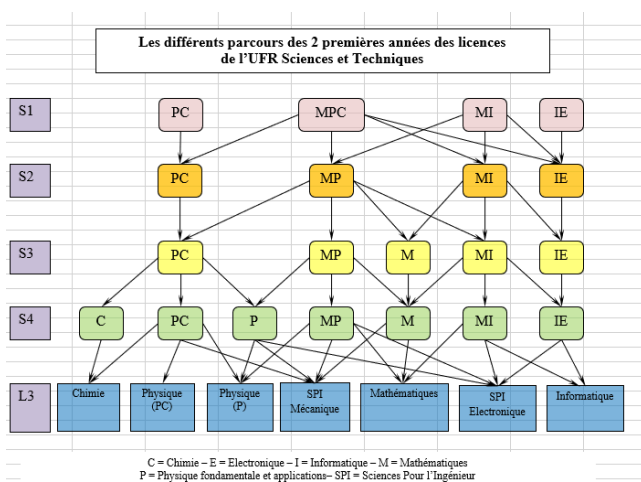 Les différents parcours des 2 premières années des licences
de l'UFR Sciences et Techniques
S1
PC
MPC
MI
IE
S2
PC
MP
MI
IE
S3
PC
MP
M
MI
IE
S4
C
PC
P
MP
M
MI
IE
L3
Chimie
Physique
(PC)
Physique
(P)
SPI
Mécanique
Mathématiques
SPI
Electronique
Informatique
C = Chimie – E = Electronique – I = Informatique – M = Mathématiques
P = Physique fondamentale et applications– SPI = Sciences Pour l'Ingénieur